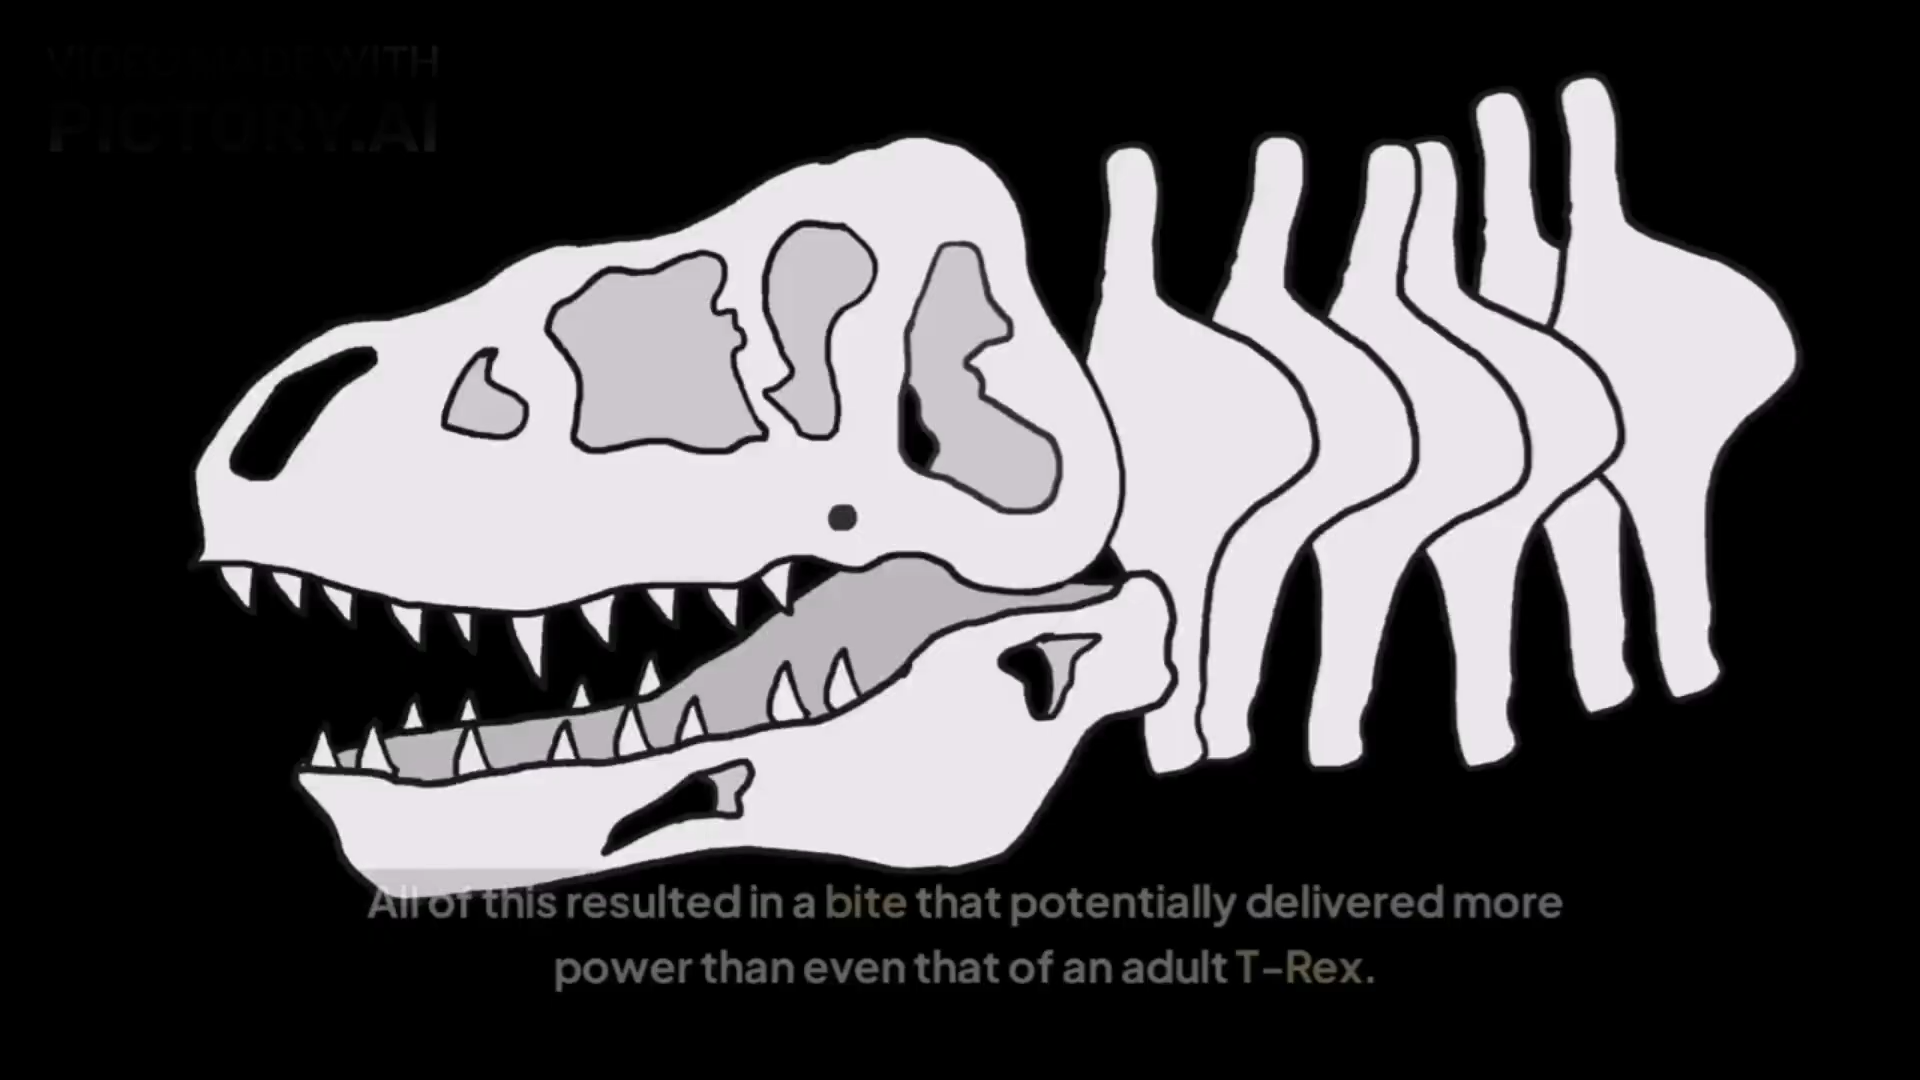 VIDEO MADE WITH
PICTORY.AI
All of this resulted in a bite that potentially delivered more
power than even that of an adult T-Rex.